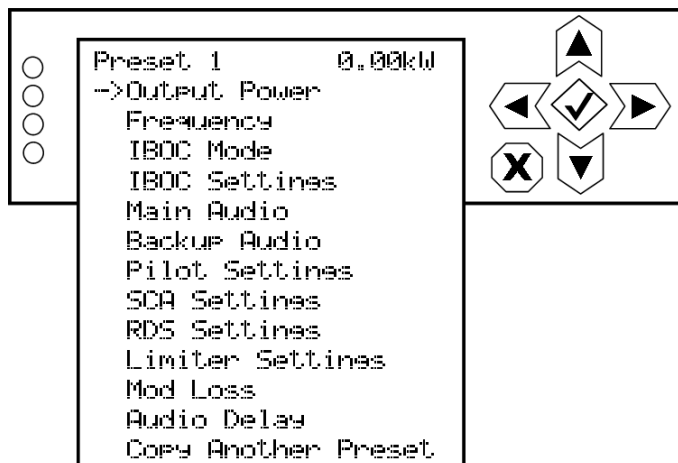 Preset 1 0.00kW
->Output Power
Frequency
IBOC Mode
IBOC Settings
Main Audio
Backup Audio
Pilot Settings
SCA Settings
RDS Settings
Limiter Settings
Mod Loss
Audio Delay
Copy Another Preset
X